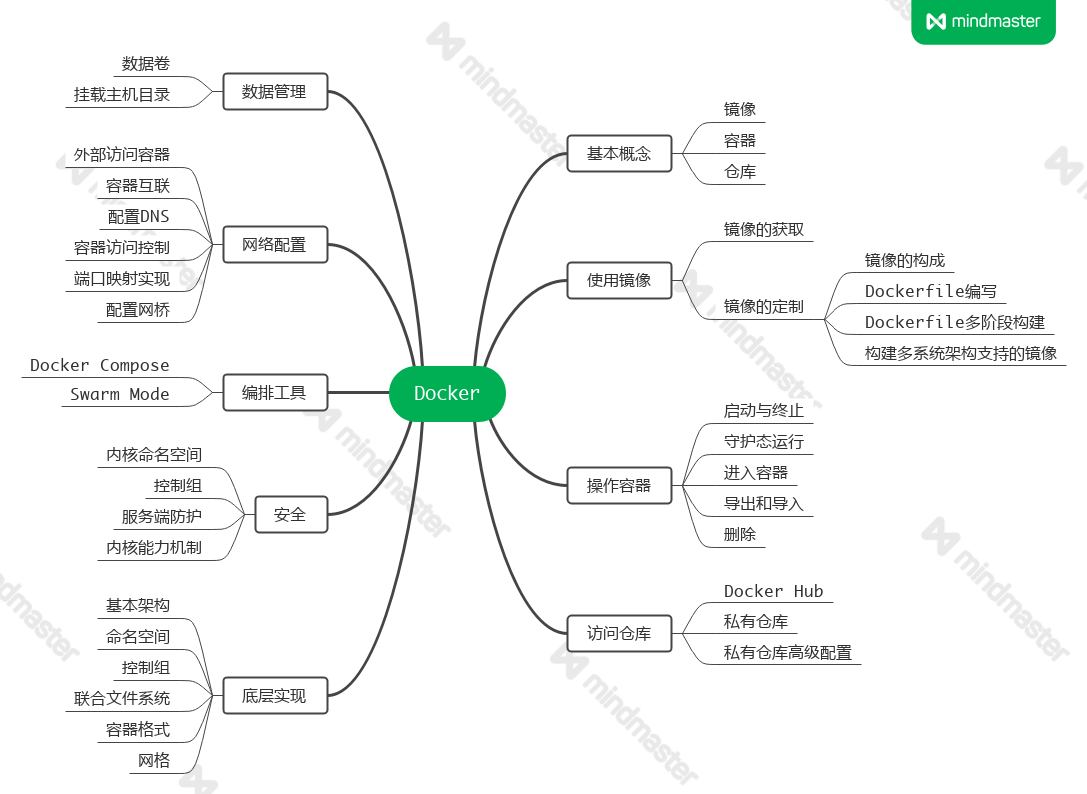 mindmaster
Docker
基本概念
镜像
容器
仓库
使用镜像
镜像的获取
镜像的定制
镜像的构成
Dockerfile编写
Dockerfile多阶段构建
构建多系统架构支持的镜像
操作容器
启动与终止
守护态运行
进入容器
导出和导入
删除
访问仓库
Docker Hub
私有仓库
私有仓库高级配置
数据管理
数据卷
挂载主机目录
网络配置
外部访问容器
容器互联
配置DNS
容器访问控制
端口映射实现
配置网桥
编排工具
Docker Compose
Swarm Mode
安全
内核命名空间
控制组
服务端防护
内核能力机制
底层实现
基本架构
命名空间
控制组
联合文件系统
容器格式
网格
mindmaster
mindmaster
mindmaster
mindmaster
mindmaster
mindmaster